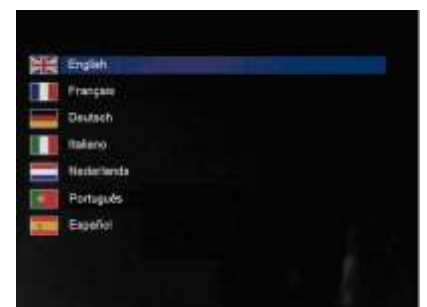 English
Français
Deutsch
Italiano
Nederlands
Português
Español